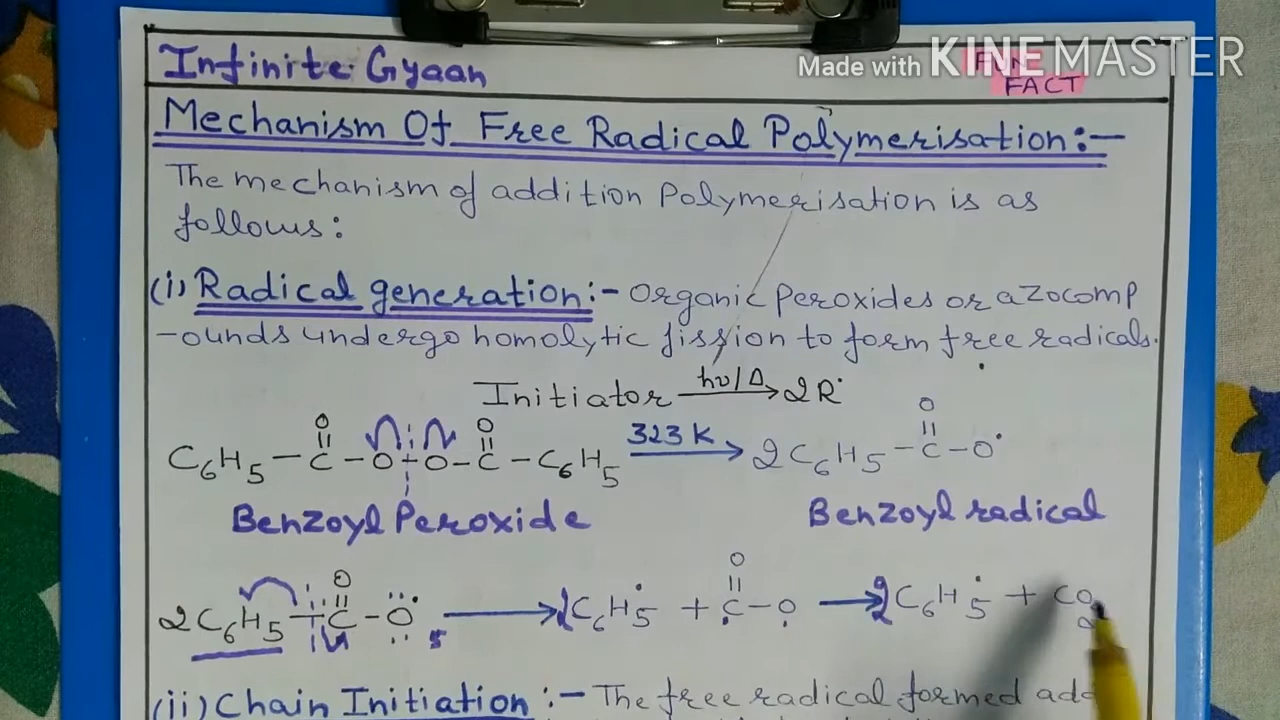 Made with KINEMASTER
Infinite Gyaan
FUN
FACT
Mechanism Of Free Radical Polymerisation:-
The mechanism of addition Polymerisation is as
follows:
(i) Radical generation:- Organic Peroxides or azocomp
-ounds undergo homolytic fission to form free radicals.
Initiator hν/Δ→ 2R˙
O O O
C6H5-C-O-O-C-C6H5 323K→ 2C6H5-C-O˙
Benzoyl Peroxide Benzoyl radical
O O
2C6H5-C-O˙ → 2C6H5˙ + C-O → 2C6H5˙ + CO2
(ii) Chain Initiation:- The free radical formed add